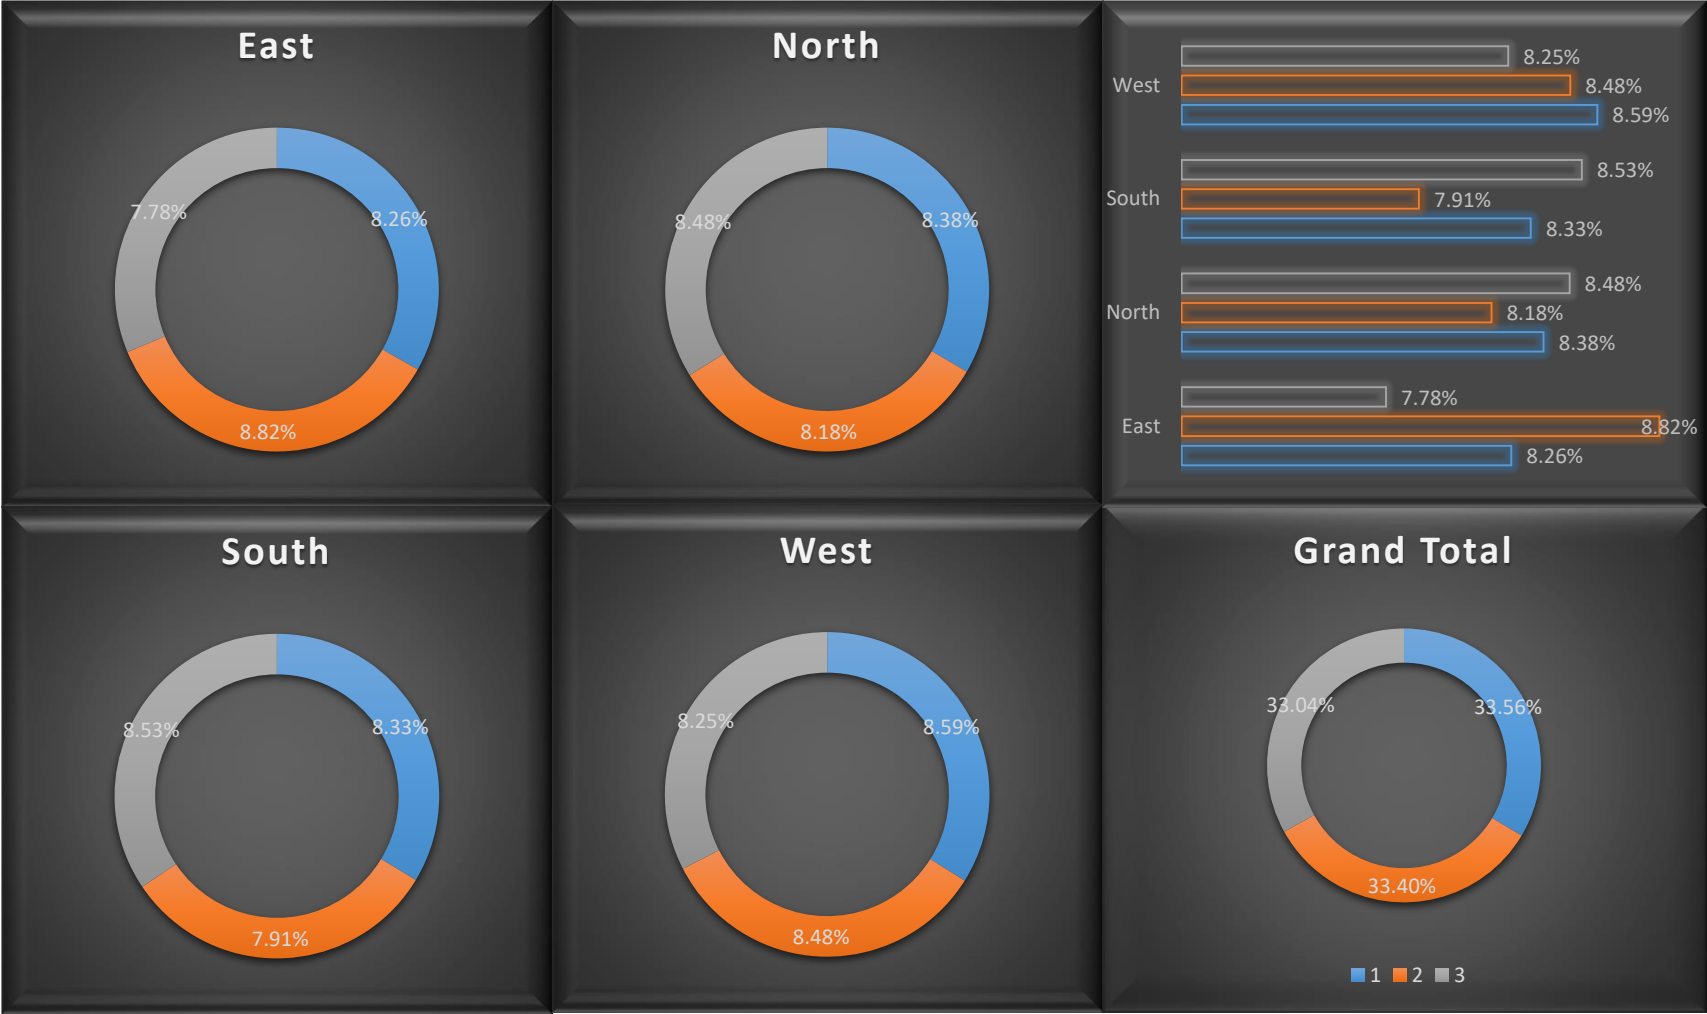 East
7.78%
8.26%
8.82%
North
8.48%
8.38%
8.18%
West
8.25%
8.48%
8.59%
South
8.53%
7.91%
8.33%
North
8.48%
8.18%
8.38%
East
7.78%
8.82%
8.26%
South
8.53%
8.33%
7.91%
West
8.25%
8.59%
8.48%
Grand Total
33.04%
33.56%
33.40%
1 2 3